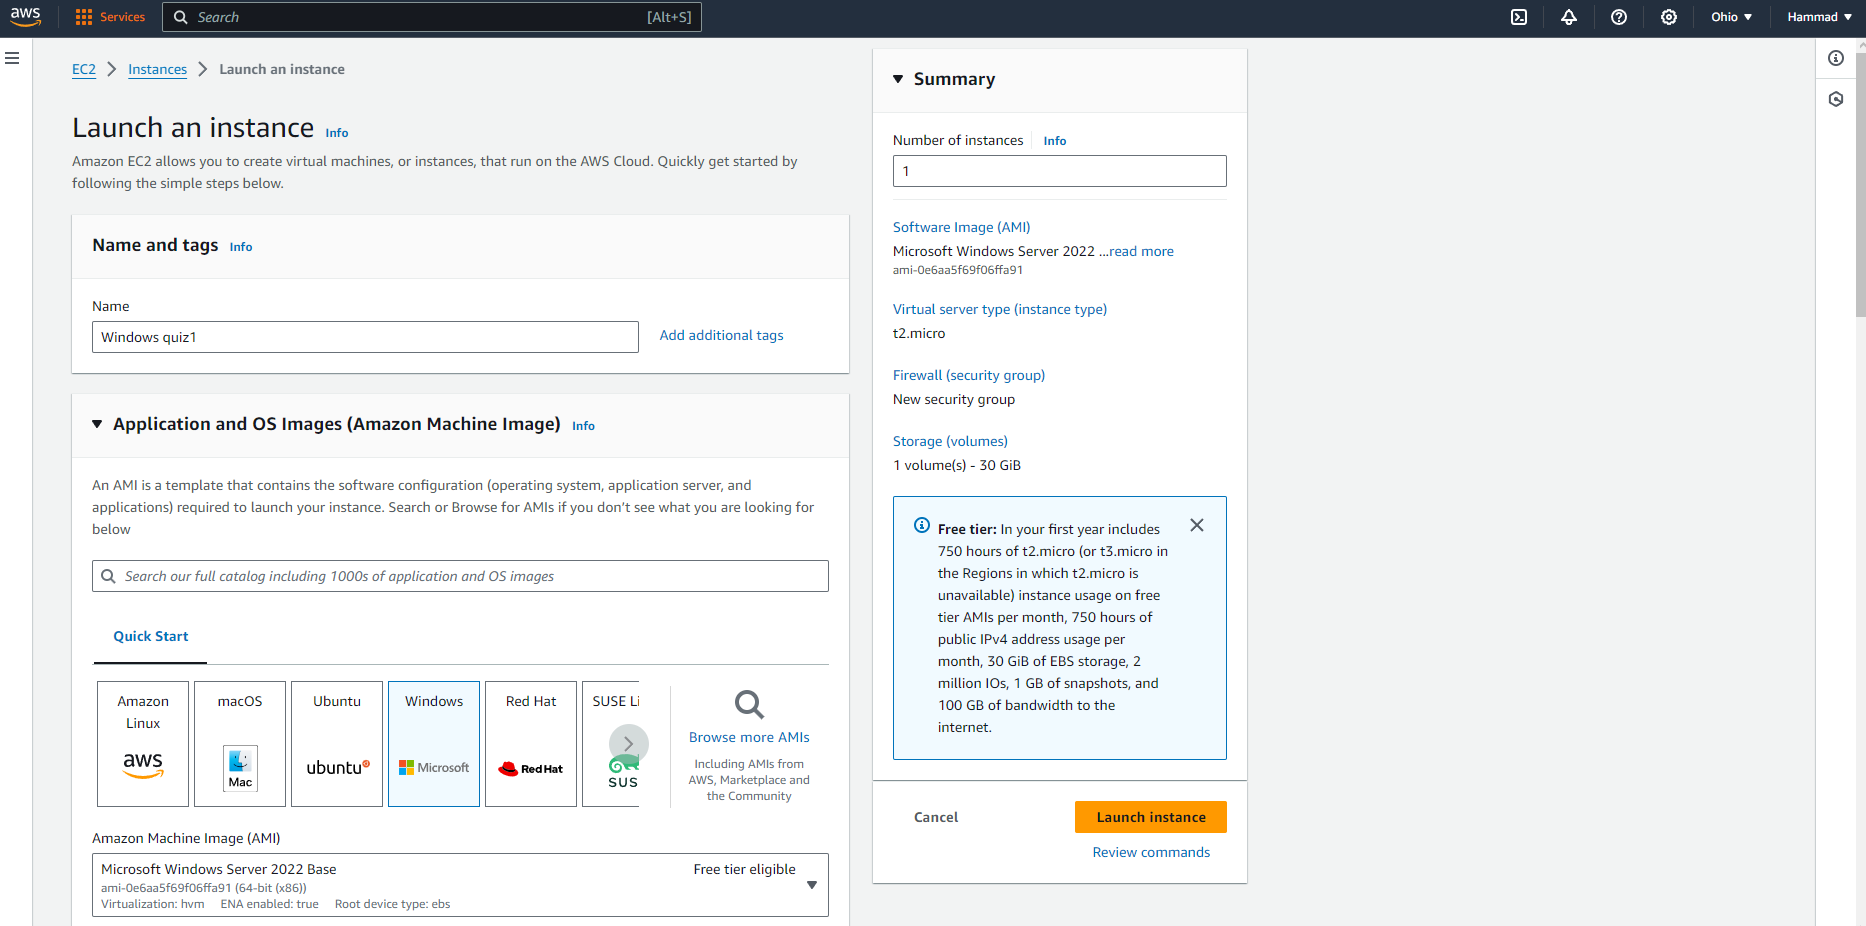 aws
Services
Search
[Alt+S]
Ohio
Hammad
EC2
Instances
Launch an instance
Launch an instance Info
Amazon EC2 allows you to create virtual machines, or instances, that run on the AWS Cloud. Quickly get started by
following the simple steps below.
Name and tags Info
Name
Windows quiz1
Add additional tags
Application and OS Images (Amazon Machine Image) Info
An AMI is a template that contains the software configuration (operating system, application server, and
applications) required to launch your instance. Search or Browse for AMIs if you don't see what you are looking for
below
Search our full catalog including 1000s of application and OS images
Quick Start
Amazon
Linux
aws
macOS
Mac
Ubuntu
ubuntu
Windows
Microsoft
Red Hat
Red Hat
SUSE Li
SUS
Browse more AMIs
Including AMIs from
AWS, Marketplace and
the Community
Amazon Machine Image (AMI)
Microsoft Windows Server 2022 Base
Free tier eligible
ami-0e6aa5f69f06ffa91 (64-bit (x86))
Virtualization: hvm ENA enabled: true Root device type: ebs
Summary
Number of instances Info
1
Software Image (AMI)
Microsoft Windows Server 2022 ...read more
ami-0e6aa5f69f06ffa91
Virtual server type (instance type)
t2.micro
Firewall (security group)
New security group
Storage (volumes)
1 volume(s) - 30 GiB
Free tier: In your first year includes
750 hours of t2.micro (or t3.micro in
the Regions in which t2.micro is
unavailable) instance usage on free
tier AMIs per month, 750 hours of
public IPv4 address usage per
month, 30 GiB of EBS storage, 2
million IOs, 1 GB of snapshots, and
100 GB of bandwidth to the
internet.
Cancel
Launch instance
Review commands